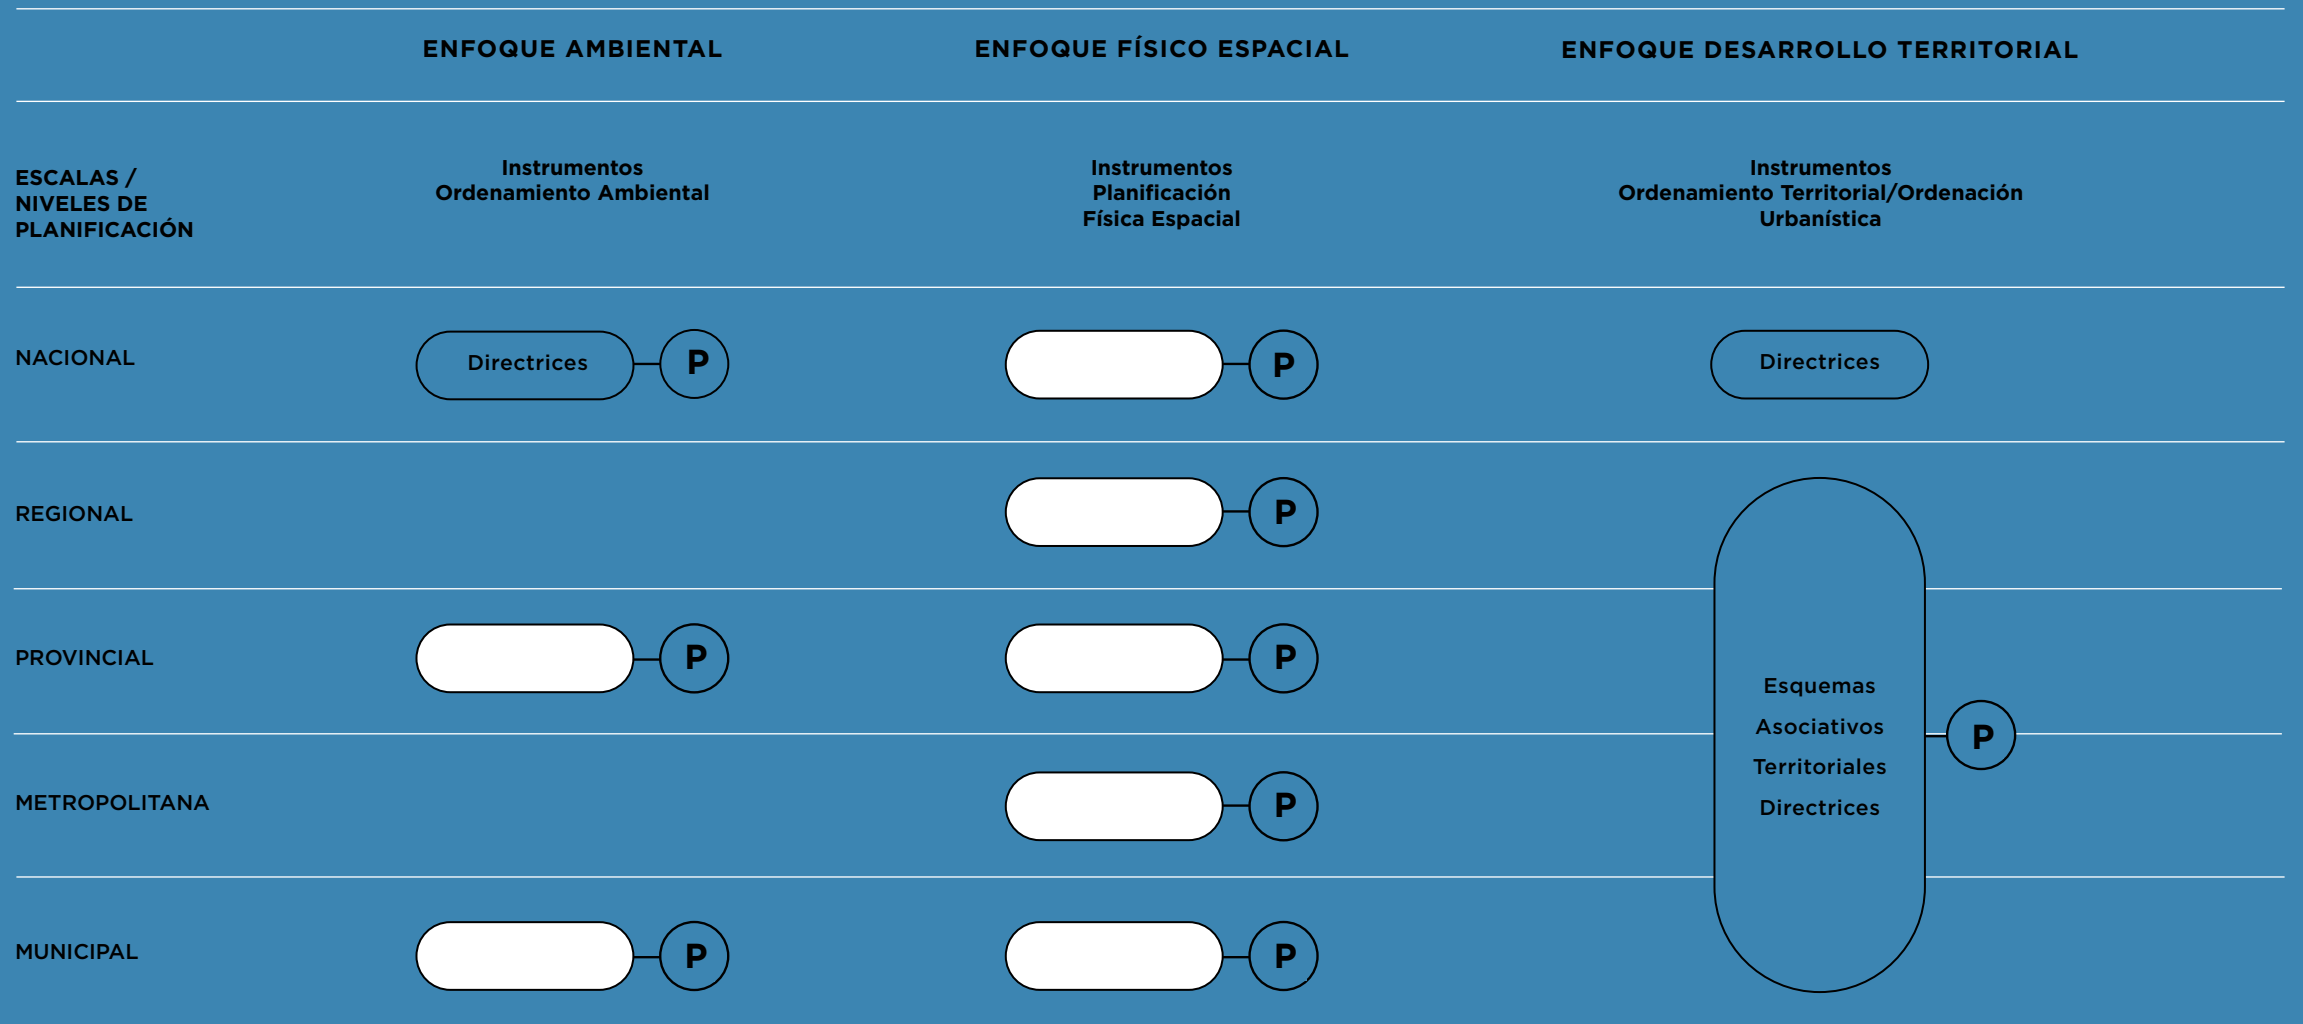 ENFOQUE AMBIENTAL
ENFOQUE FÍSICO ESPACIAL
ENFOQUE DESARROLLO TERRITORIAL
ESCALAS /
NIVELES DE
PLANIFICACIÓN
Instrumentos
Ordenamiento Ambiental
Instrumentos
Planificación
Física Espacial
Instrumentos
Ordenamiento Territorial/Ordenación
Urbanística
NACIONAL
Directrices
P
P
Directrices
REGIONAL
P
PROVINCIAL
P
P
Esquemas
Asociativos
Territoriales
Directrices
P
METROPOLITANA
P
MUNICIPAL
P
P